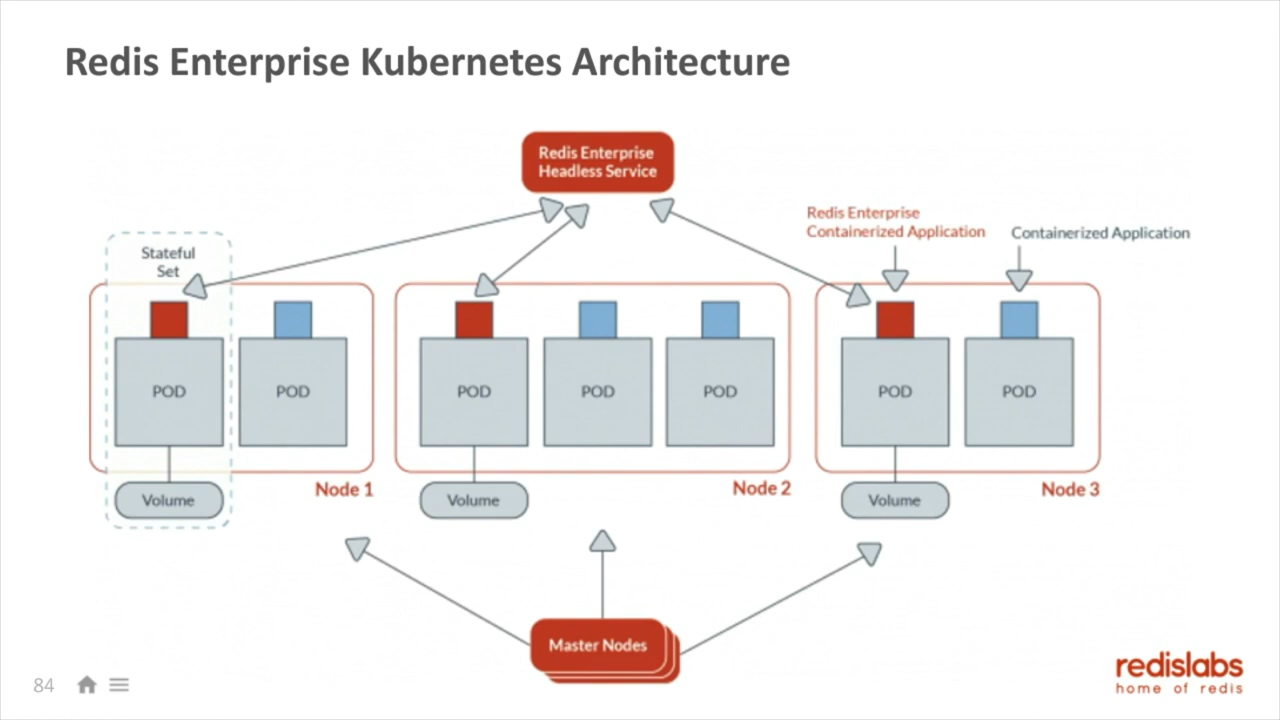 Redis Enterprise Kubernetes Architecture
Redis Enterprise
Headless Service
Redis Enterprise
Containerized Application
Containerized Application
Stateful
Set
POD
POD
POD
POD
POD
POD
POD
Volume
Node 1
Volume
Node 2
Volume
Node 3
Master Nodes
84
redislabs
home of redis